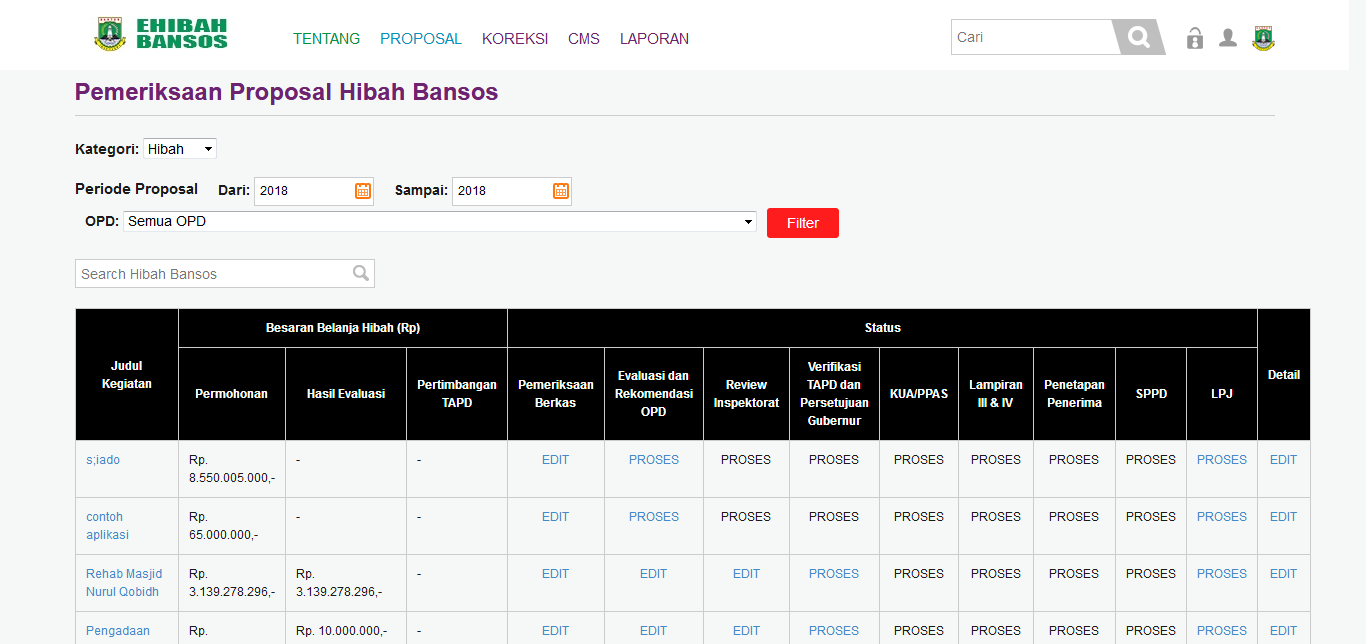 EHIBAH
BANSOS
TENTANG PROPOSAL KOREKSI CMS LAPORAN
Cari
Pemeriksaan Proposal Hibah Bansos
Kategori: Hibah
Periode Proposal Dari: 2018 Sampai: 2018
OPD: Semua OPD Filter
Search Hibah Bansos
Judul
Kegiatan
Besaran Belanja Hibah (Rp)
Status
Detail
Permohonan
Hasil Evaluasi
Pertimbangan
TAPD
Pemeriksaan
Berkas
Evaluasi dan
Rekomendasi
OPD
Review
Inspektorat
Verifikasi
TAPD dan
Persetujuan
Gubernur
KUA/PPAS
Lampiran
III & IV
Penetapan
Penerima
SPPD
LPJ
s;iado Rp. - - EDIT PROSES PROSES PROSES PROSES PROSES PROSES PROSES PROSES EDIT
8.550.005.000,-
contoh Rp. - - EDIT PROSES PROSES PROSES PROSES PROSES PROSES PROSES PROSES EDIT
aplikasi 65.000.000,-
Rehab Masjid Rp. Rp. - EDIT EDIT EDIT PROSES PROSES PROSES PROSES PROSES PROSES EDIT
Nurul Qobidh 3.139.278.296,- 3.139.278.296,-
Pengadaan Rp. Rp. 10.000.000,- - EDIT EDIT EDIT PROSES PROSES PROSES PROSES PROSES PROSES EDIT